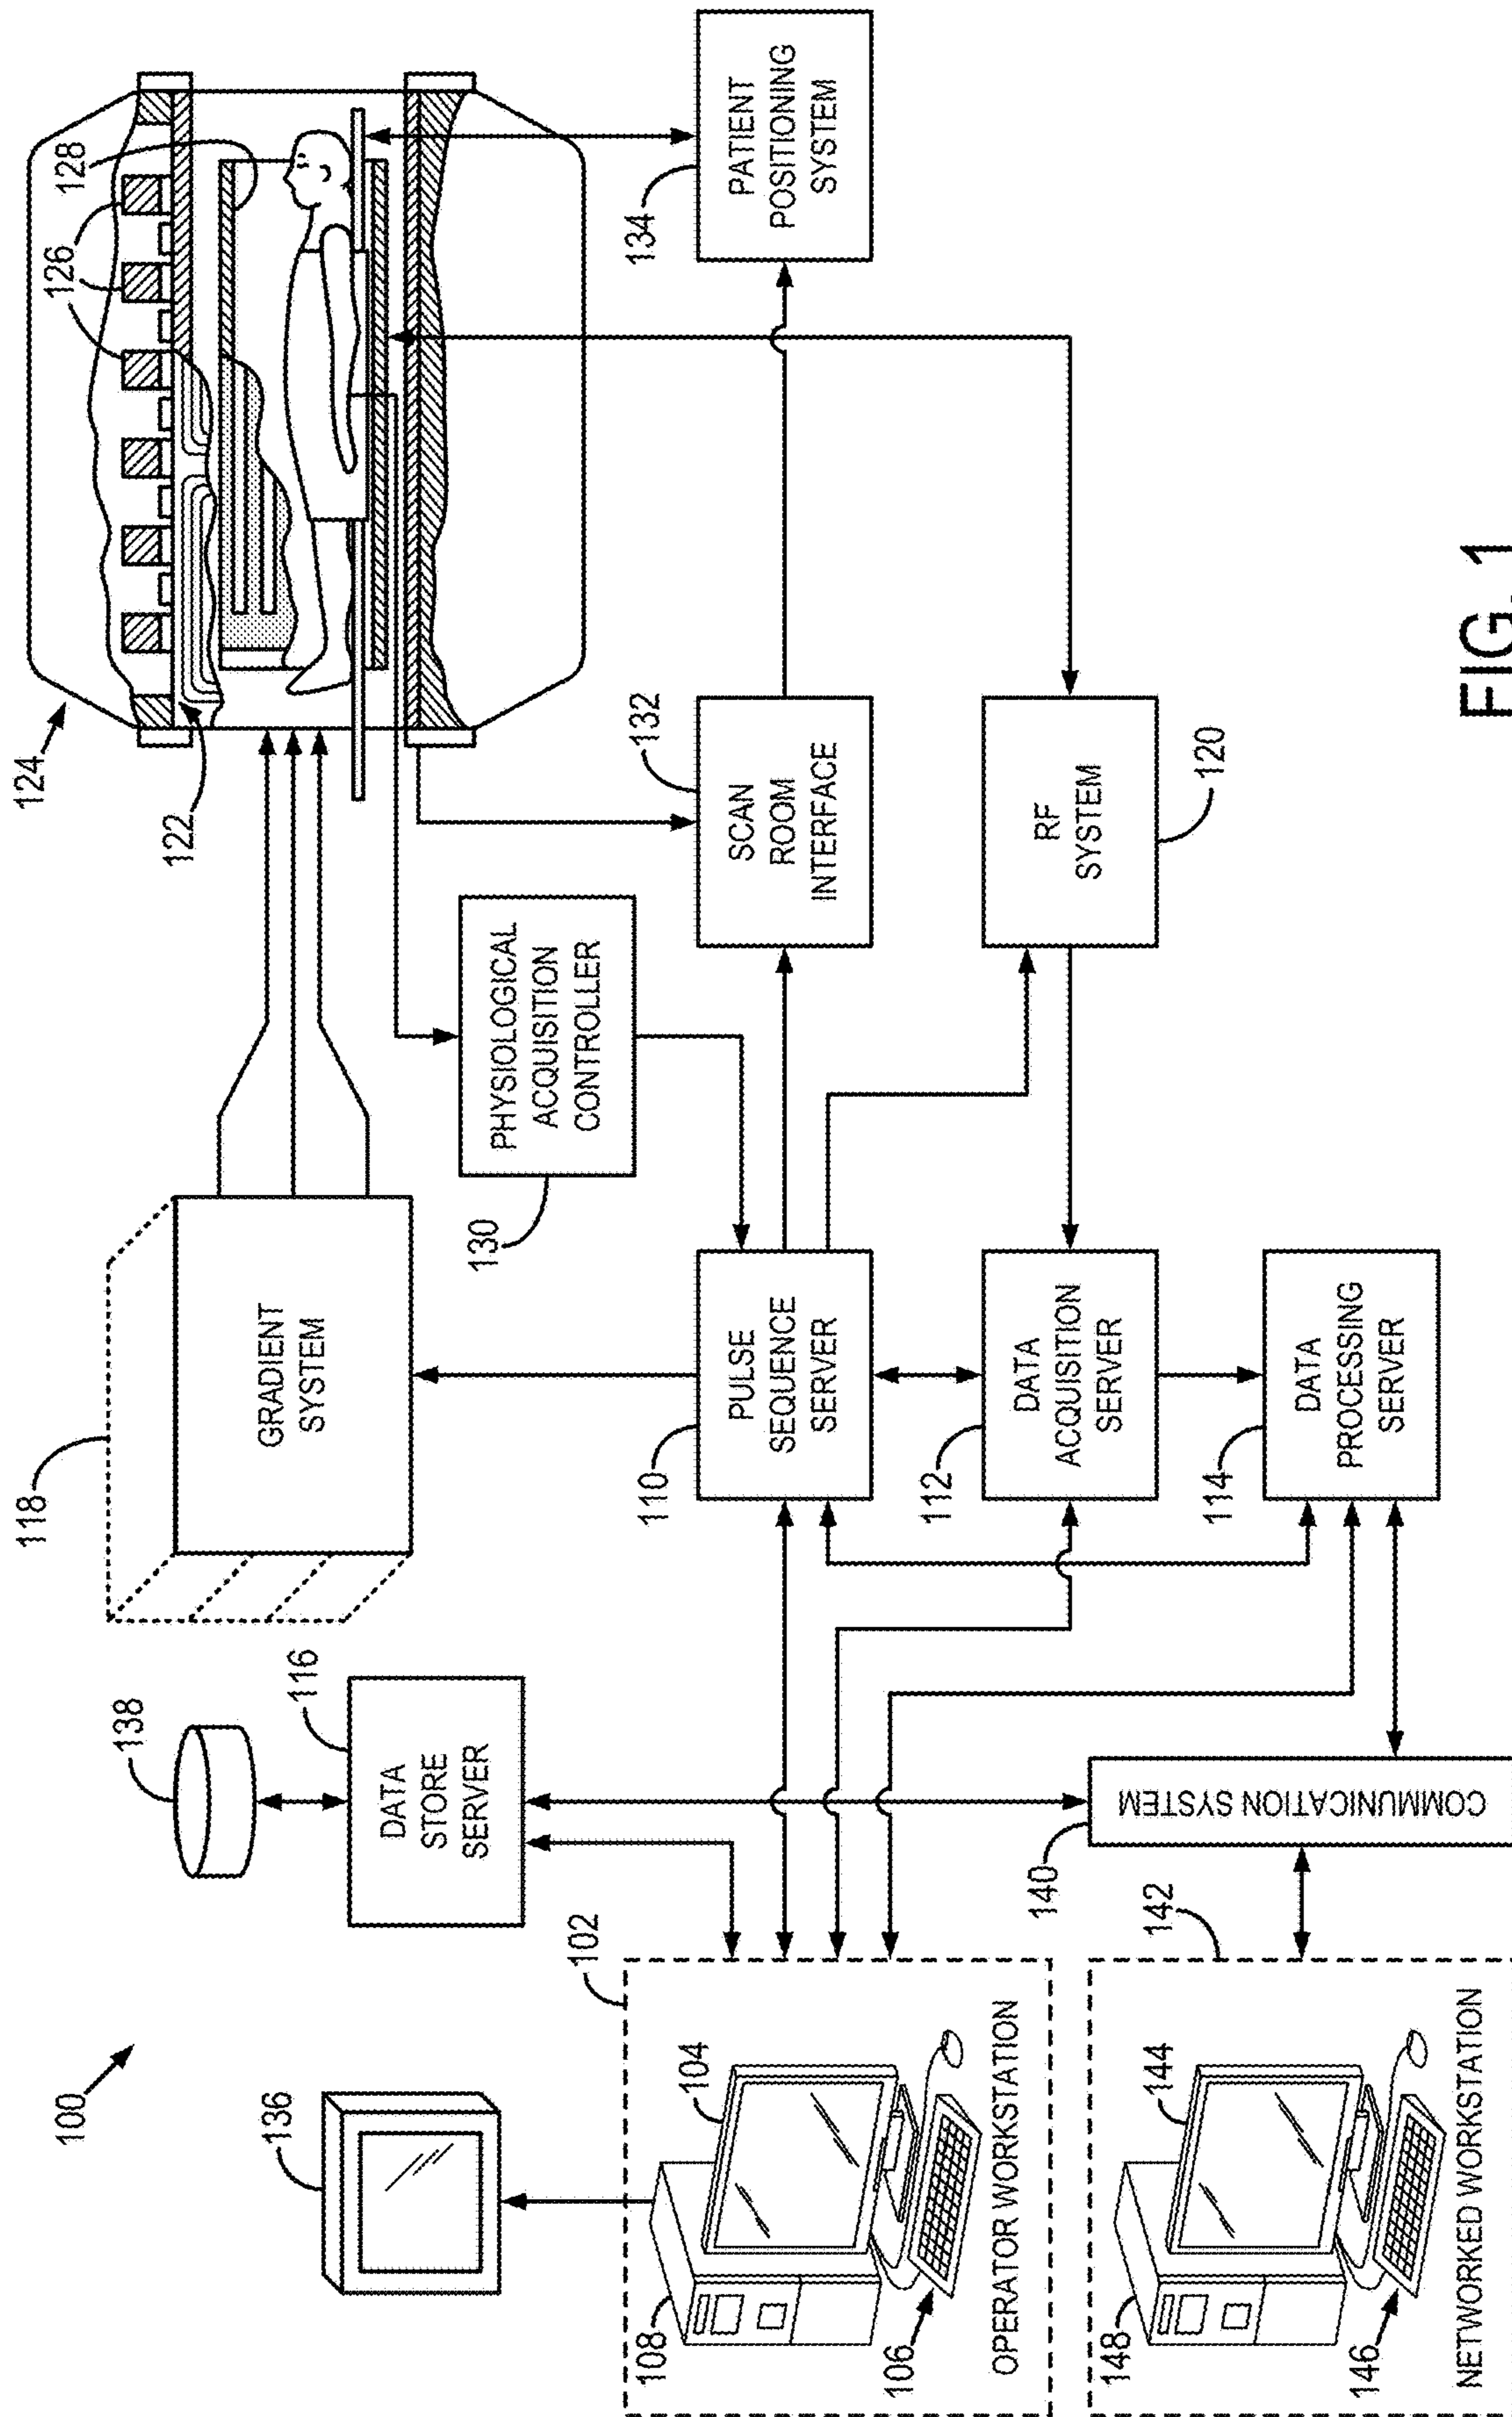 100
136
138
118
124
126
128
122
GRADIENT
SYSTEM
DATA
STORE
SERVER
116
PHYSIOLOGICAL
ACQUISITION
CONTROLLER
130
102
108
104
106
OPERATOR WORKSTATION
110
PULSE
SEQUENCE
SERVER
SCAN
ROOM
INTERFACE
132
134
PATIENT
POSITIONING
SYSTEM
112
DATA
ACQUISITION
SERVER
RF
SYSTEM
120
140
COMMUNICATION SYSTEM
114
DATA
PROCESSING
SERVER
142
148
144
146
NETWORKED WORKSTATION
FIG. 1